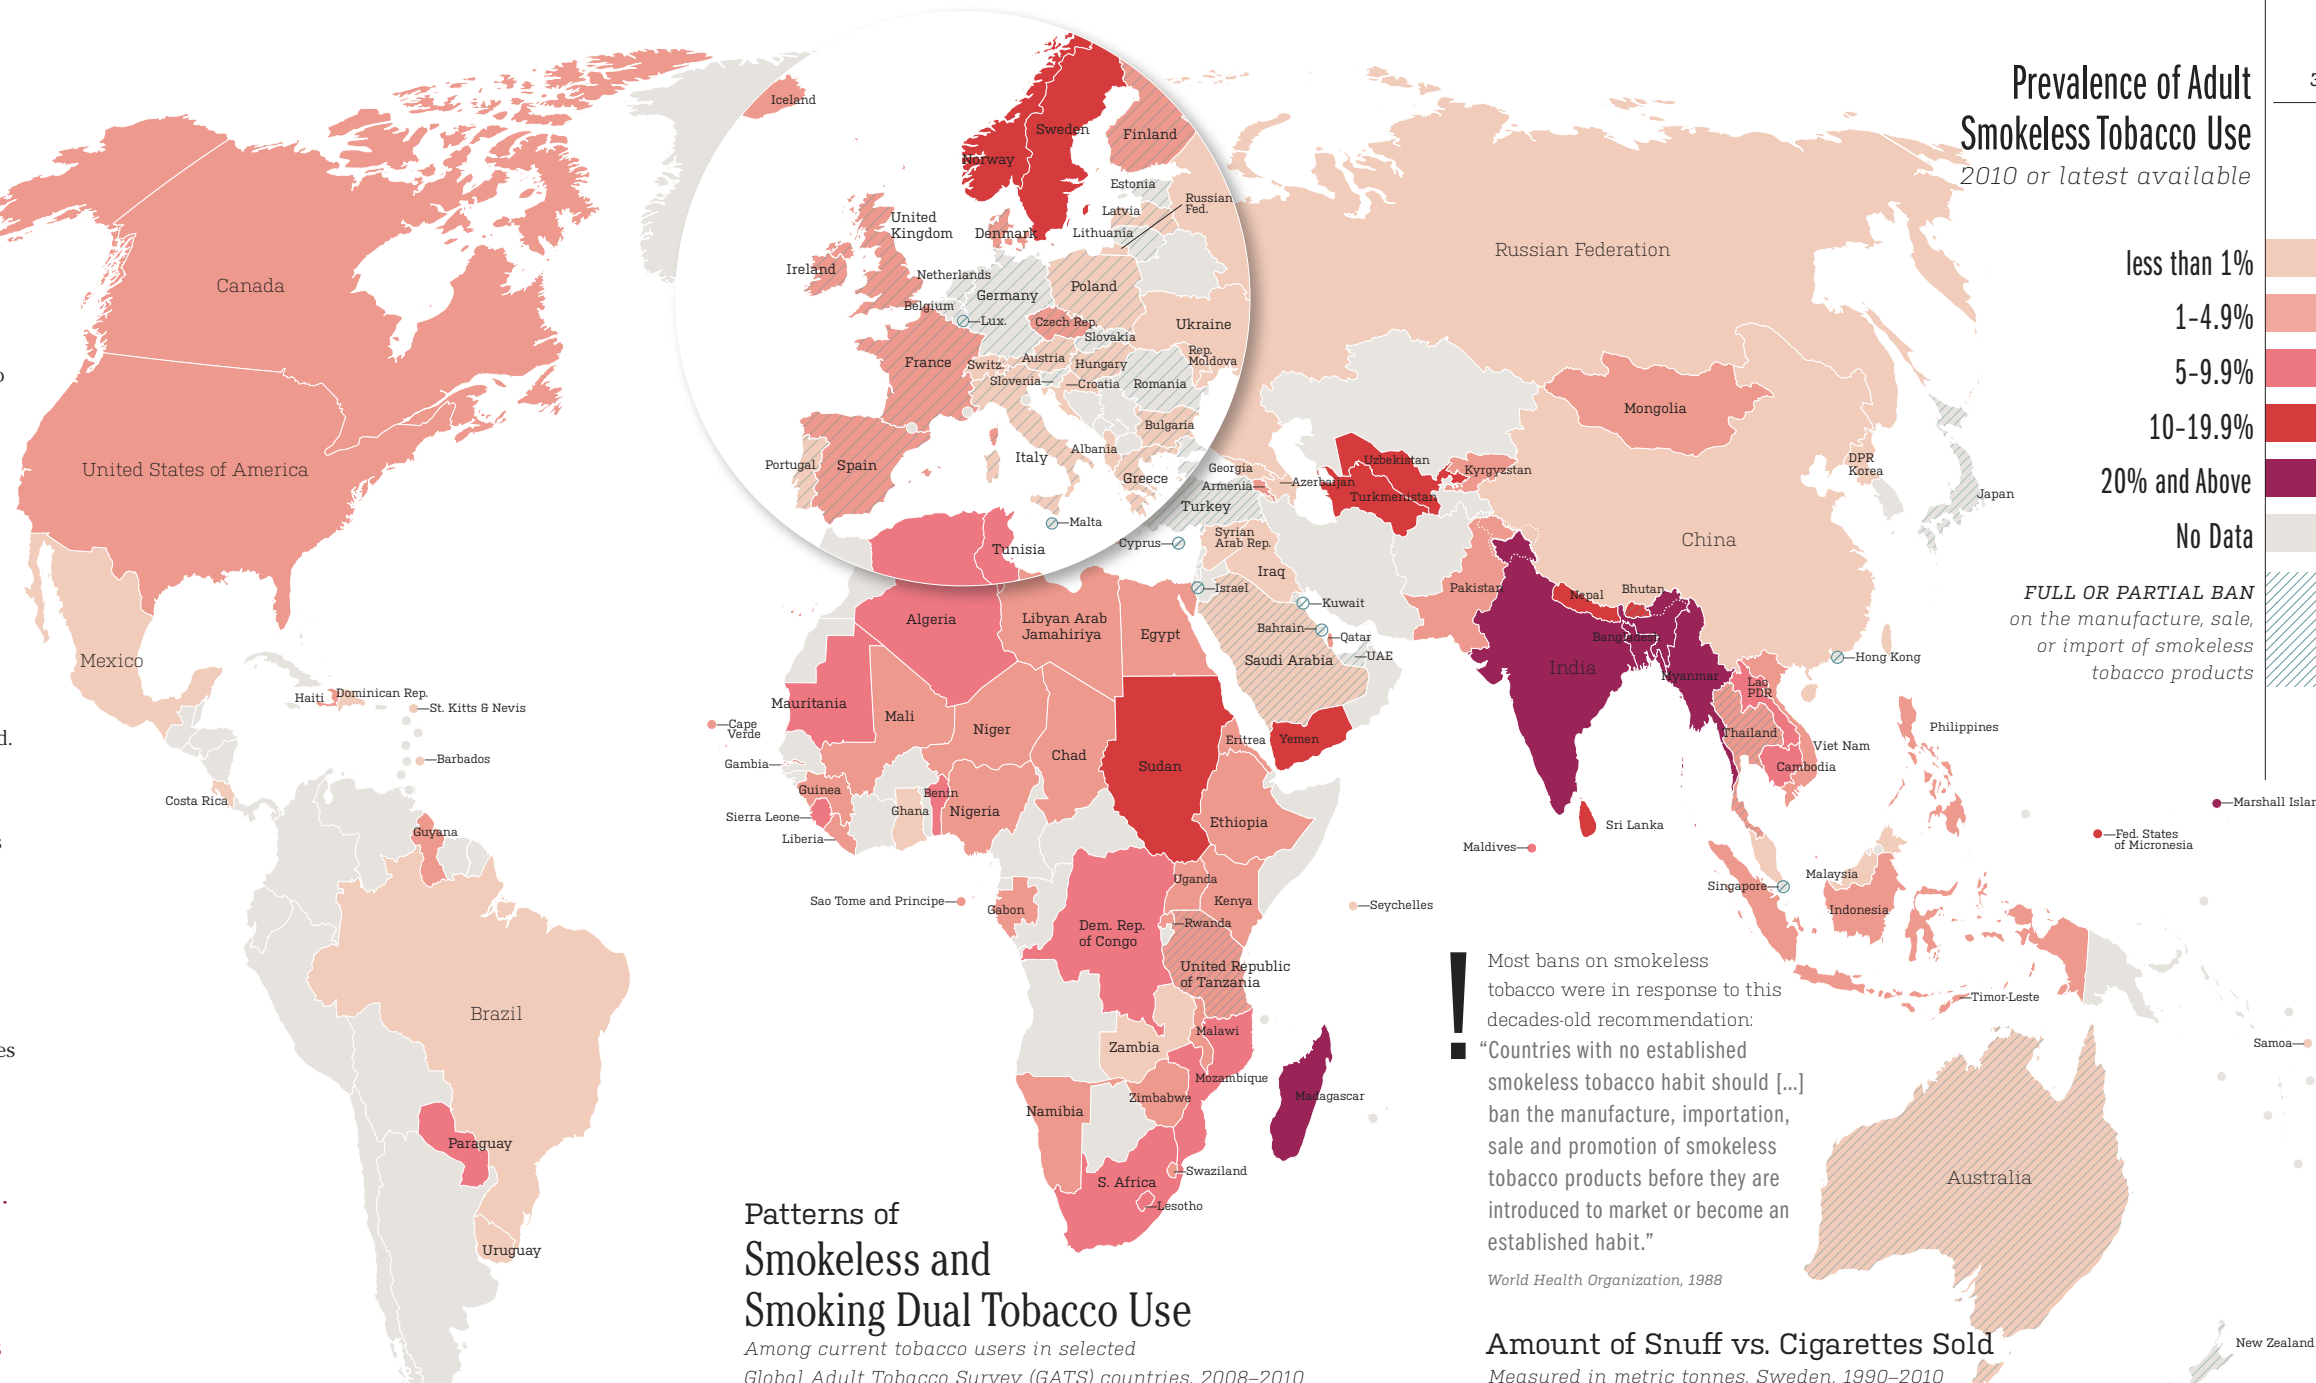 Prevalence of Adult
Smokeless Tobacco Use
2010 or latest available
less than 1%
1–4.9%
5–9.9%
10–19.9%
20% and Above
No Data
FULL OR PARTIAL BAN
on the manufacture, sale,
or import of smokeless
tobacco products
Iceland
Sweden
Norway
Finland
Estonia
Russian
Fed.
Latvia
Lithuania
United
Kingdom
Denmark
Ireland
Netherlands
Germany
Poland
Belgium
Lux.
Czech Rep.
Slovakia
Ukraine
Rep.
Moldova
France
Switz.
Austria
Hungary
Slovenia
Croatia
Romania
Bulgaria
Albania
Italy
Greece
Portugal
Spain
Malta
Tunisia
Canada
United States of America
Mexico
Haiti
Dominican Rep.
St. Kitts & Nevis
Barbados
Costa Rica
Guyana
Brazil
Paraguay
Uruguay
Russian Federation
Mongolia
DPR
Korea
Japan
China
Georgia
Armenia
Azerbaijan
Uzbekistan
Turkmenistan
Kyrgyzstan
Turkey
Cyprus
Syrian
Arab Rep.
Iraq
Israel
Kuwait
Bahrain
Qatar
UAE
Saudi Arabia
Yemen
Pakistan
Nepal
Bhutan
Bangladesh
India
Myanmar
Hong Kong
Lao
PDR
Thailand
Viet Nam
Cambodia
Philippines
Sri Lanka
Maldives
Malaysia
Singapore
Indonesia
Timor-Leste
Seychelles
Fed. States
of Micronesia
Samoa
Australia
New Zealand
Algeria
Libyan Arab
Jamahiriya
Egypt
Mauritania
Mali
Niger
Chad
Sudan
Eritrea
Ethiopia
Cape
Verde
Gambia
Guinea
Sierra Leone
Liberia
Ghana
Benin
Nigeria
Sao Tome and Principe
Gabon
Dem. Rep.
of Congo
Uganda
Kenya
Rwanda
United Republic
of Tanzania
Malawi
Zambia
Mozambique
Zimbabwe
Namibia
Madagascar
Swaziland
S. Africa
Lesotho
Marshall Islan
!
Most bans on smokeless
tobacco were in response to this
decades-old recommendation:
“Countries with no established
smokeless tobacco habit should [...]
ban the manufacture, importation,
sale and promotion of smokeless
tobacco products before they are
introduced to market or become an
established habit.”
World Health Organization, 1988
Patterns of
Smokeless and
Smoking Dual Tobacco Use
Among current tobacco users in selected
Global Adult Tobacco Survey (GATS) countries, 2008–2010
Amount of Snuff vs. Cigarettes Sold
Measured in metric tonnes, Sweden, 1990–2010